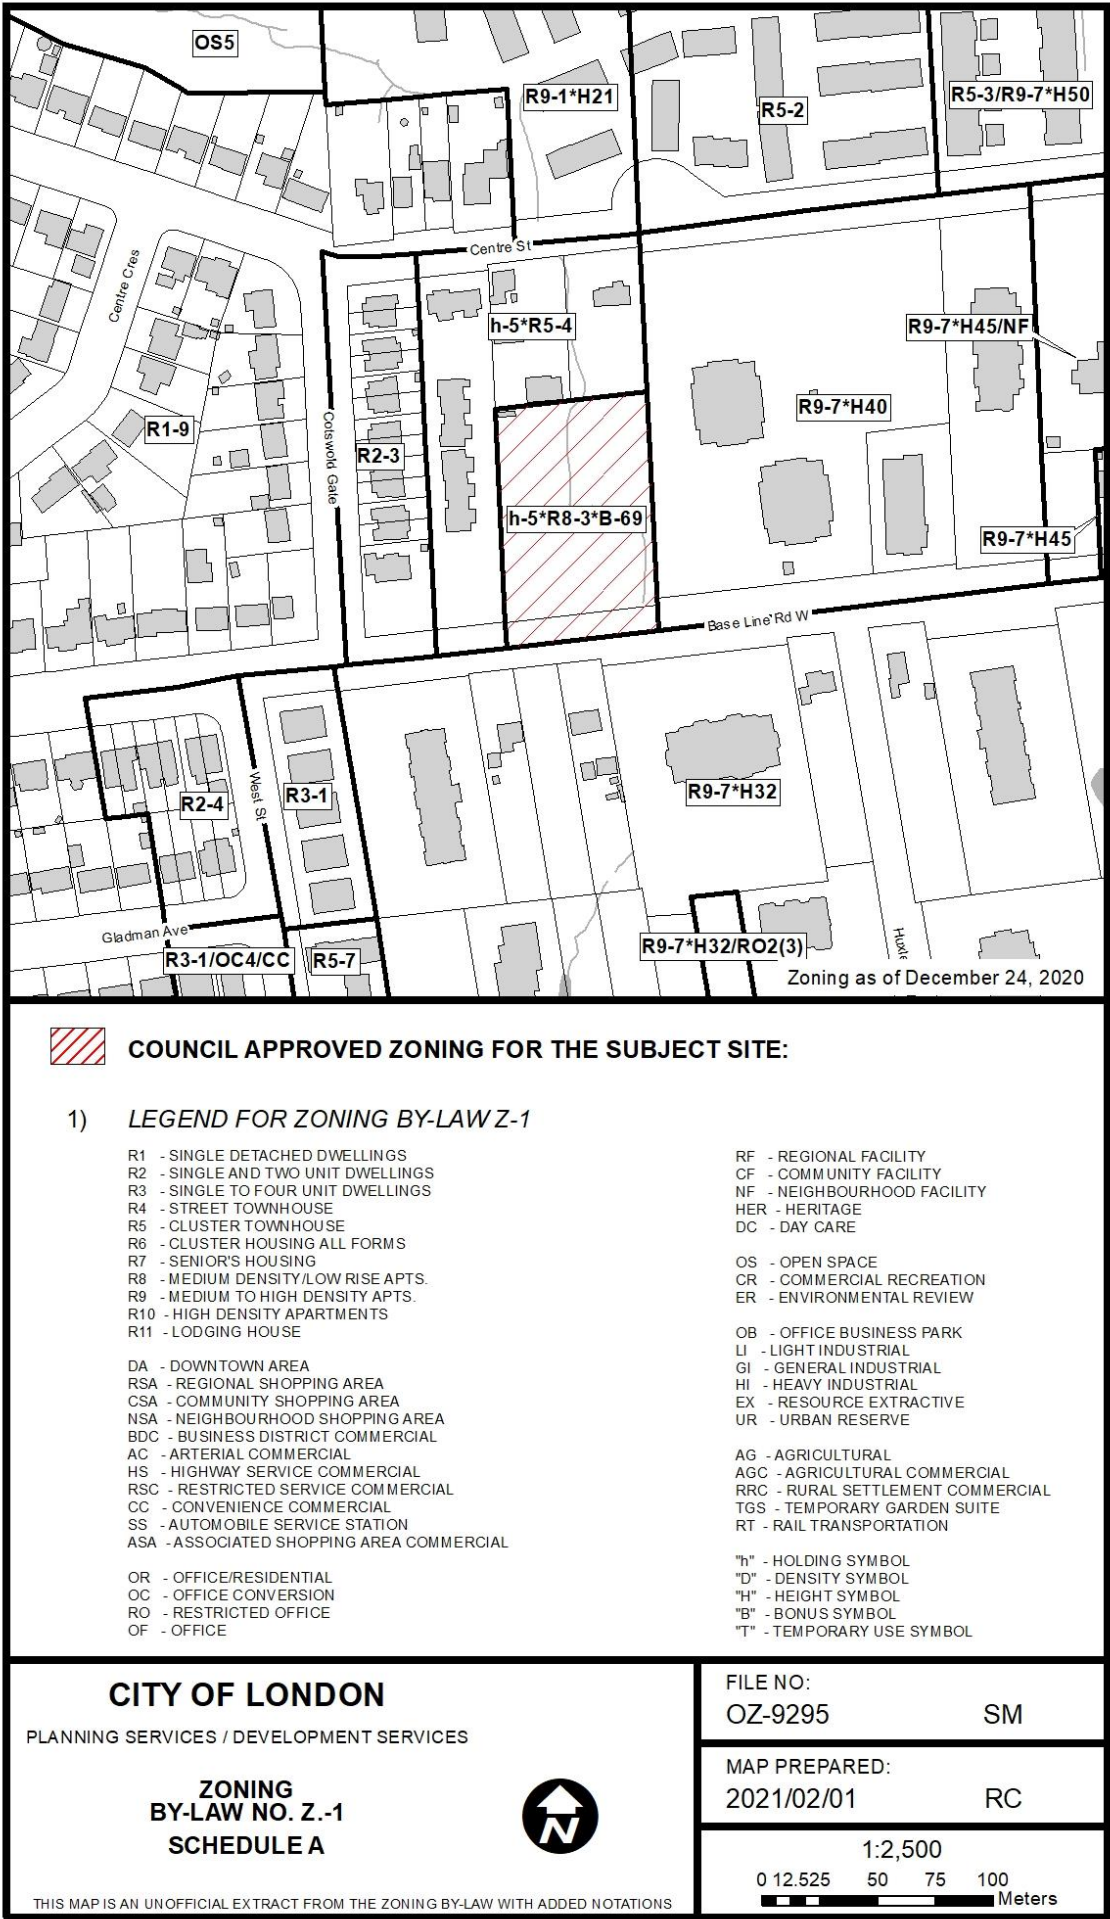 OS5
R9-1*H21
R5-2
R5-3/R9-7*H50
Centre St
Centre Cres
h-5*R5-4
R9-7*H45/NF
R9-7*H40
R1-9
Cotswold Gate
R2-3
h-5*R8-3*B-69
R9-7*H45
Base Line Rd W
R9-7*H32
R3-1
West St
R2-4
Gladman Ave
R3-1/OC4/CC
R5-7
R9-7*H32/RO2(3)
Zoning as of December 24, 2020
COUNCIL APPROVED ZONING FOR THE SUBJECT SITE:
1) LEGEND FOR ZONING BY-LAW Z-1
R1 - SINGLE DETACHED DWELLINGS
R2 - SINGLE AND TWO UNIT DWELLINGS
R3 - SINGLE TO FOUR UNIT DWELLINGS
R4 - STREET TOWNHOUSE
R5 - CLUSTER TOWNHOUSE
R6 - CLUSTER HOUSING ALL FORMS
R7 - SENIOR'S HOUSING
R8 - MEDIUM DENSITY/LOW RISE APTS.
R9 - MEDIUM TO HIGH DENSITY APTS.
R10 - HIGH DENSITY APARTMENTS
R11 - LODGING HOUSE
DA - DOWNTOWN AREA
RSA - REGIONAL SHOPPING AREA
CSA - COMMUNITY SHOPPING AREA
NSA - NEIGHBOURHOOD SHOPPING AREA
BDC - BUSINESS DISTRICT COMMERCIAL
AC - ARTERIAL COMMERCIAL
HS - HIGHWAY SERVICE COMMERCIAL
RSC - RESTRICTED SERVICE COMMERCIAL
CC - CONVENIENCE COMMERCIAL
SS - AUTOMOBILE SERVICE STATION
ASA - ASSOCIATED SHOPPING AREA COMMERCIAL
OR - OFFICE/RESIDENTIAL
OC - OFFICE CONVERSION
RO - RESTRICTED OFFICE
OF - OFFICE
RF - REGIONAL FACILITY
CF - COMMUNITY FACILITY
NF - NEIGHBOURHOOD FACILITY
HER - HERITAGE
DC - DAY CARE
OS - OPEN SPACE
CR - COMMERCIAL RECREATION
ER - ENVIRONMENTAL REVIEW
OB - OFFICE BUSINESS PARK
LI - LIGHT INDUSTRIAL
GI - GENERAL INDUSTRIAL
HI - HEAVY INDUSTRIAL
EX - RESOURCE EXTRACTIVE
UR - URBAN RESERVE
AG - AGRICULTURAL
AGC - AGRICULTURAL COMMERCIAL
RRC - RURAL SETTLEMENT COMMERCIAL
TGS - TEMPORARY GARDEN SUITE
RT - RAIL TRANSPORTATION
"h" - HOLDING SYMBOL
"D" - DENSITY SYMBOL
"H" - HEIGHT SYMBOL
"B" - BONUS SYMBOL
"T" - TEMPORARY USE SYMBOL
CITY OF LONDON
PLANNING SERVICES / DEVELOPMENT SERVICES
ZONING
BY-LAW NO. Z.-1
SCHEDULE A
N
THIS MAP IS AN UNOFFICIAL EXTRACT FROM THE ZONING BY-LAW WITH ADDED NOTATIONS
FILE NO:
OZ-9295 SM
MAP PREPARED:
2021/02/01 RC
1:2,500
0 12.525 50 75 100
Meters